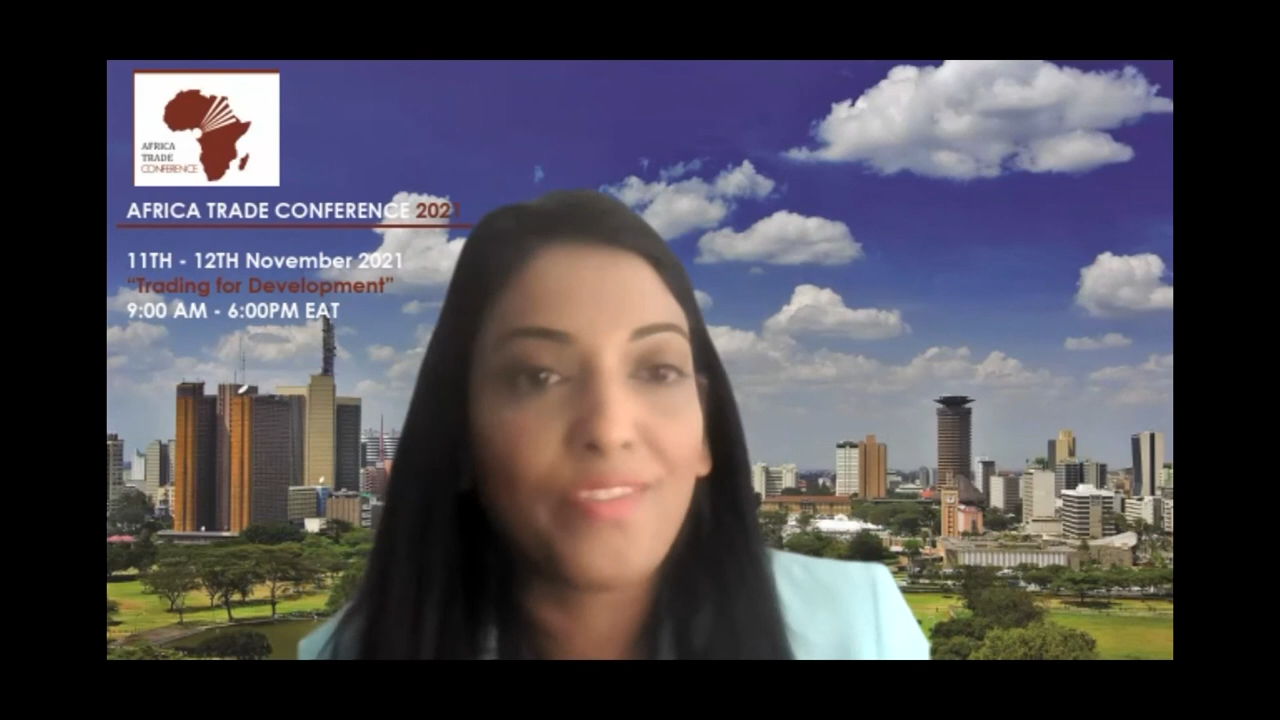 AFRICA
TRADE
CONFERENCE
AFRICA TRADE CONFERENCE 2021
11TH - 12TH November 2021
“Trading for Development”
9:00 AM - 6:00PM EAT